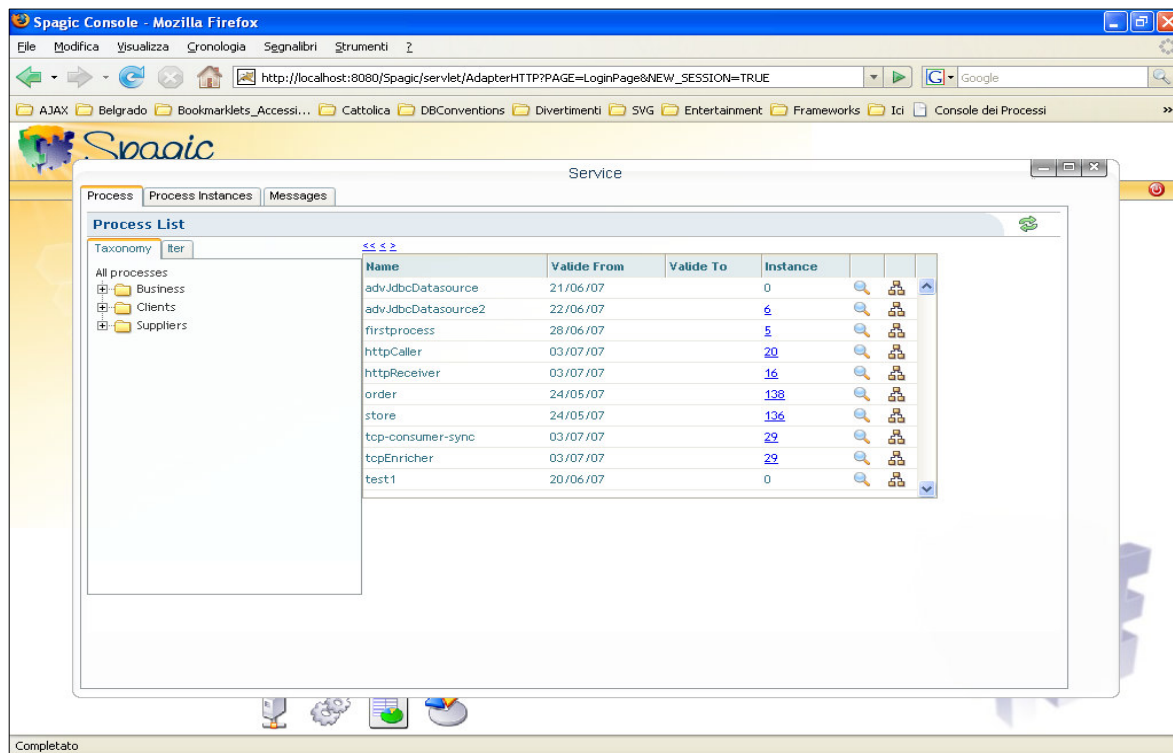 Spagic Console - Mozilla Firefox
File Modifica Visualizza Cronologia Segnalibri Strumenti ?
http://localhost:8080/Spagic/servlet/AdapterHTTP?PAGE=LoginPage&NEW_SESSION=TRUE G Google
AJAX Belgrado Bookmarklets_Accessi... Cattolica DBConventions Divertimenti SVG Entertainment Frameworks Ici Console dei Processi »
Spagic
Service
Process Process Instances Messages
Process List
Taxonomy Iter
<< < >
All processes
Business
Clients
Suppliers
Name Valide From Valide To Instance
advJdbcDatasource 21/06/07 0
advJdbcDatasource2 22/06/07 6
firstprocess 28/06/07 5
httpCaller 03/07/07 20
httpReceiver 03/07/07 16
order 24/05/07 138
store 24/05/07 136
tcp-consumer-sync 03/07/07 29
tcpEnricher 03/07/07 29
test1 20/06/07 0
Completato